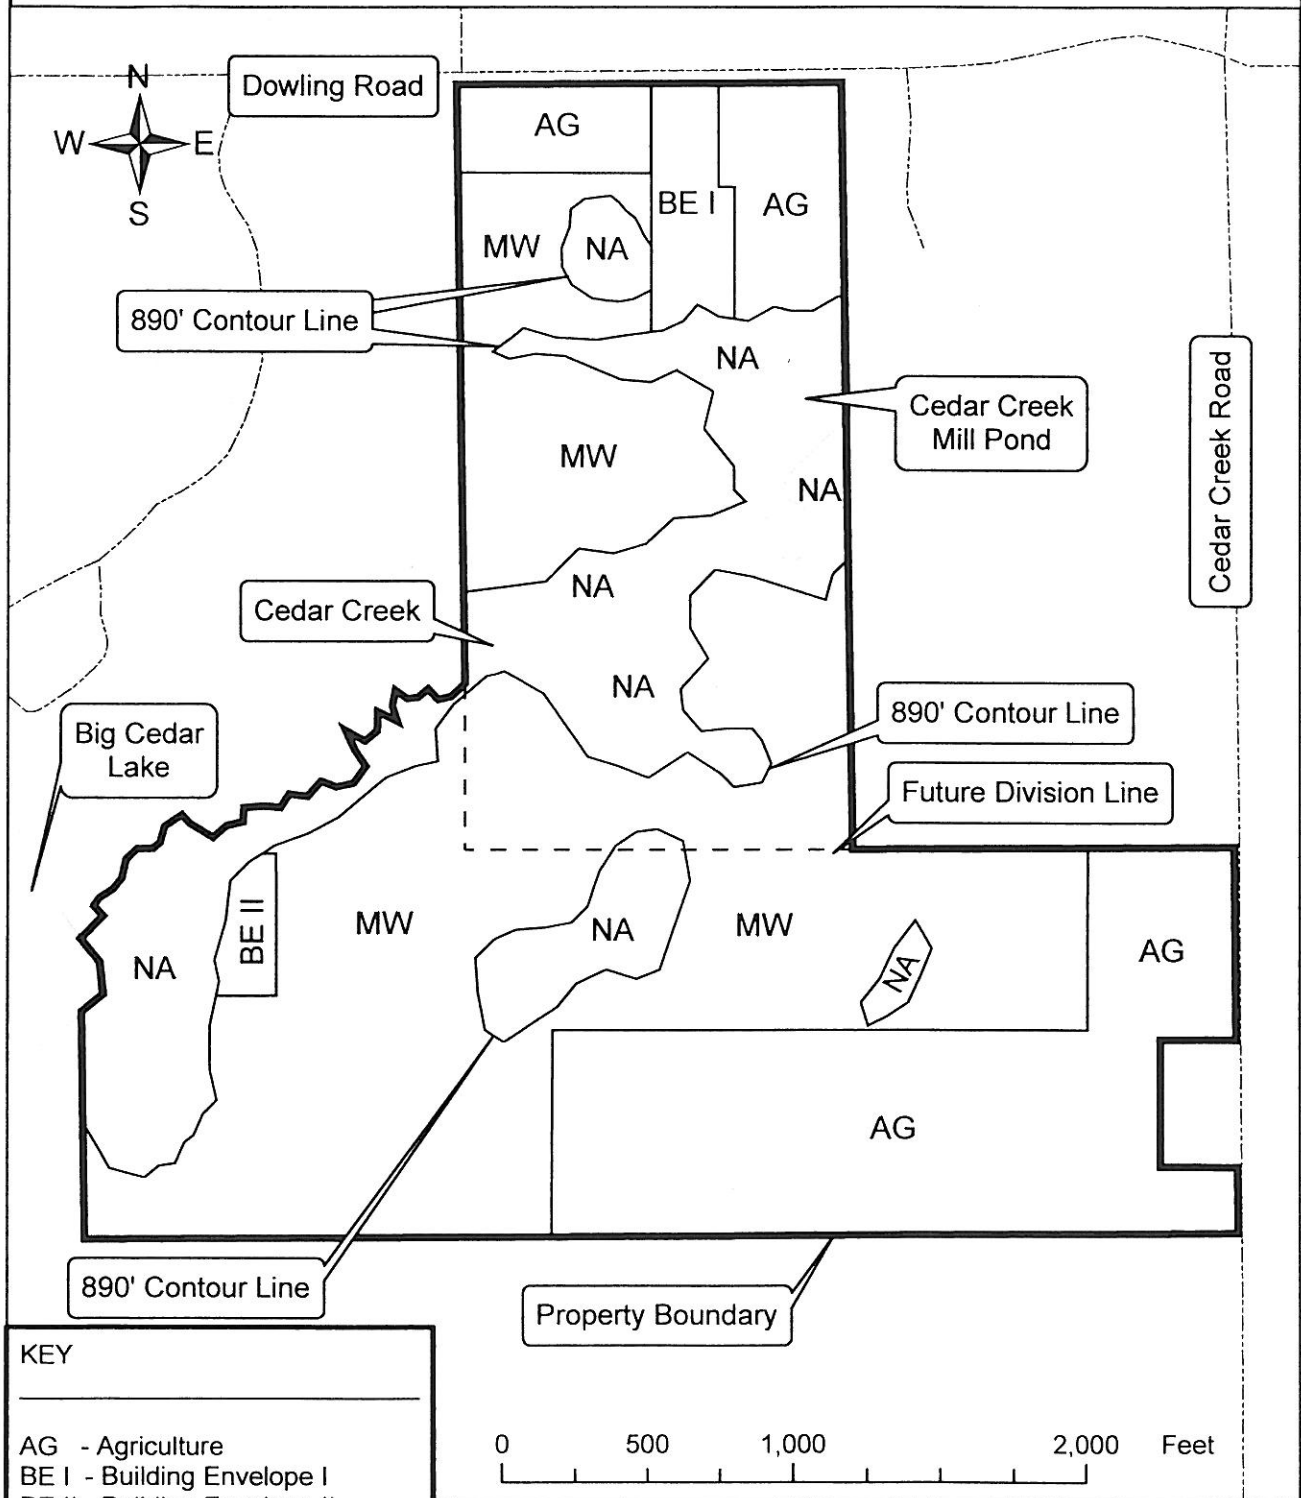 N
Dowling Road
W E
S
AG
BE I
AG
MW
NA
890' Contour Line
NA
Cedar Creek
Mill Pond
Cedar Creek Road
MW
NA
NA
Cedar Creek
NA
890' Contour Line
Big Cedar
Lake
Future Division Line
BE II
MW
NA
MW
NA
AG
NA
AG
890' Contour Line
Property Boundary
KEY
AG - Agriculture
BE I - Building Envelope I
0 500 1,000 2,000 Feet